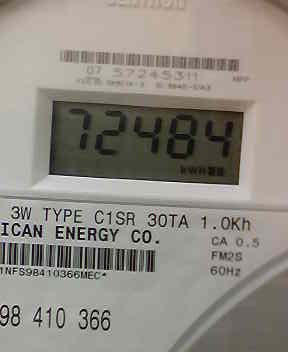 07 57245311
72484
kWH
3W TYPE C1SR 30TA 1.0Kh
ICAN ENERGY CO.
CA 0.5
FM2S
60Hz
1NFS98410366MEC*
98 410 366